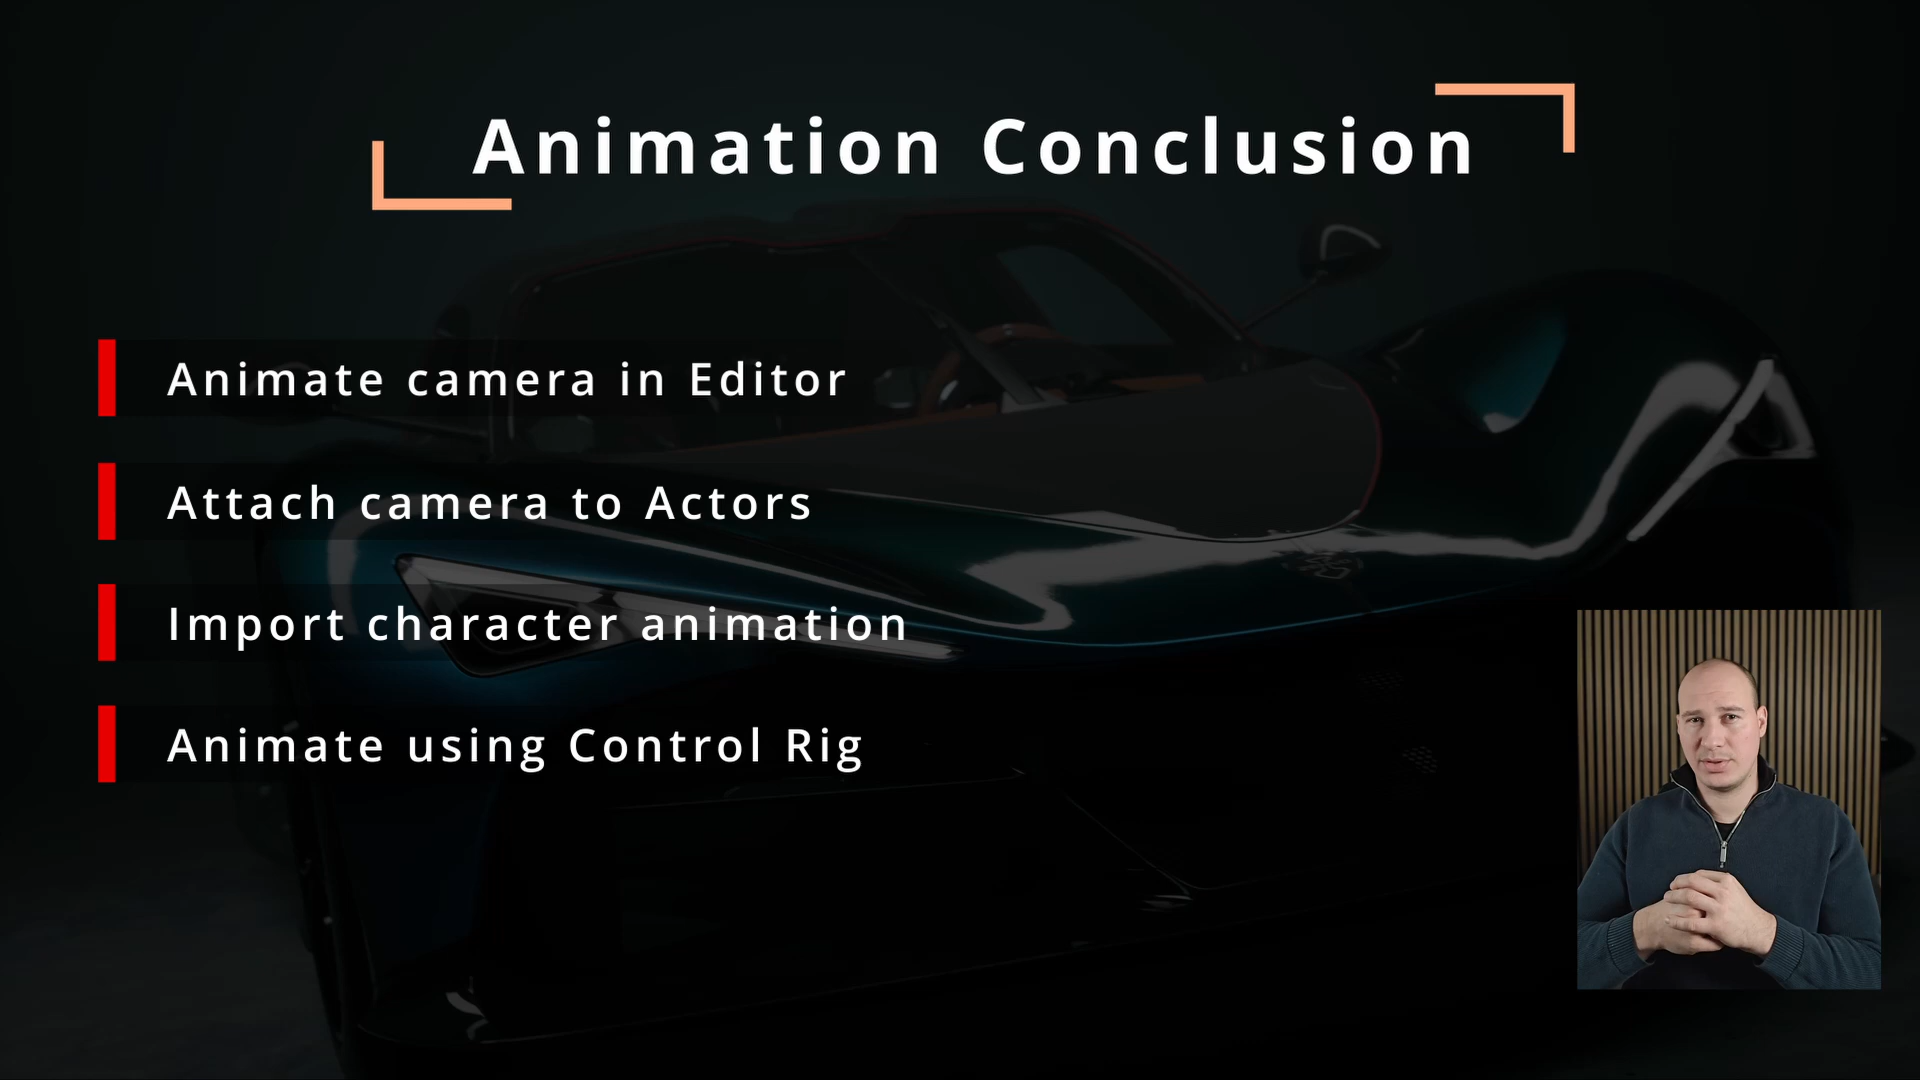 Animation Conclusion
Animate camera in Editor
Attach camera to Actors
Import character animation
Animate using Control Rig